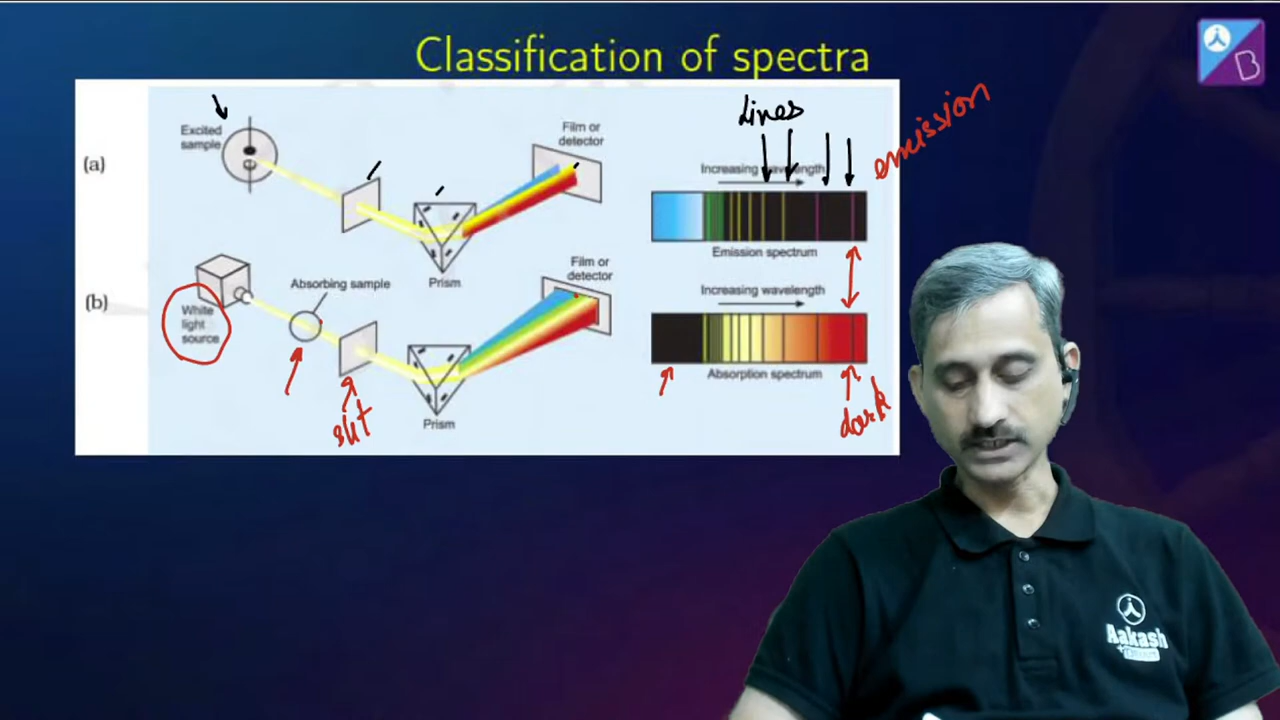 Classification of spectra
B
Lines
emission
(a)
Excited
sample
Film or
detector
Increasing wavelength
Prism
Emission spectrum
(b)
White
light
source
Absorbing sample
Film or
detector
Increasing wavelength
Prism
Absorption spectrum
slit
dark
Aakash